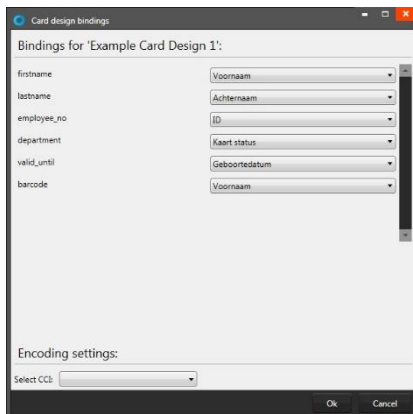 Card design bindings
Bindings for 'Example Card Design 1':
firstname Voornaam
lastname Achternaam
employee_no ID
department Kaart status
valid_until Geboortedatum
barcode Voornaam
Encoding settings:
Select CCI:
Ok Cancel